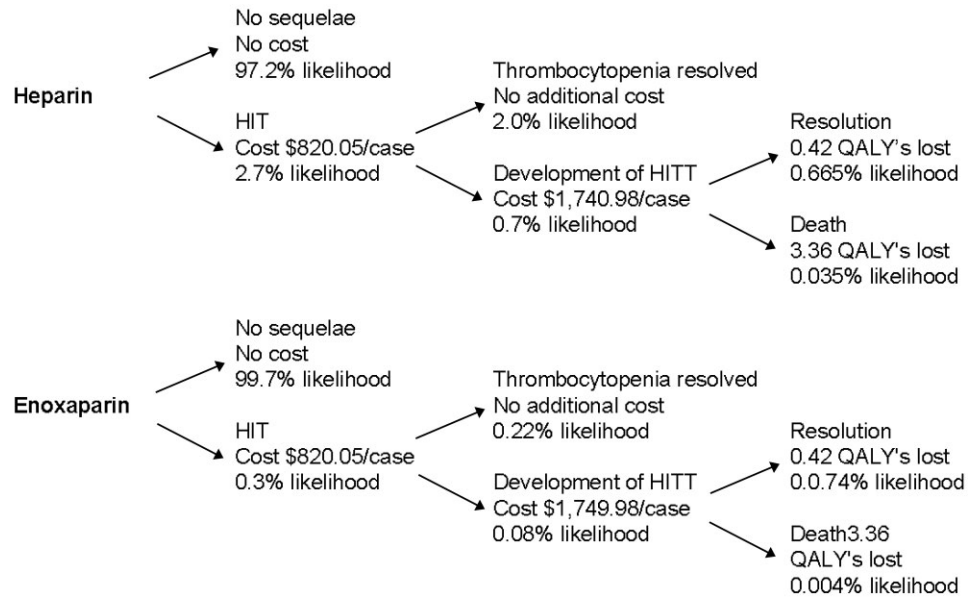 No sequelae
No cost
97.2% likelihood
Heparin
HIT
Cost $820.05/case
2.7% likelihood
Thrombocytopenia resolved
No additional cost
2.0% likelihood
Development of HITT
Cost $1,740.98/case
0.7% likelihood
Resolution
0.42 QALY's lost
0.665% likelihood
Death
3.36 QALY's lost
0.035% likelihood
No sequelae
No cost
99.7% likelihood
Enoxaparin
HIT
Cost $820.05/case
0.3% likelihood
Thrombocytopenia resolved
No additional cost
0.22% likelihood
Development of HITT
Cost $1,749.98/case
0.08% likelihood
Resolution
0.42 QALY's lost
0.0.74% likelihood
Death3.36
QALY's lost
0.004% likelihood